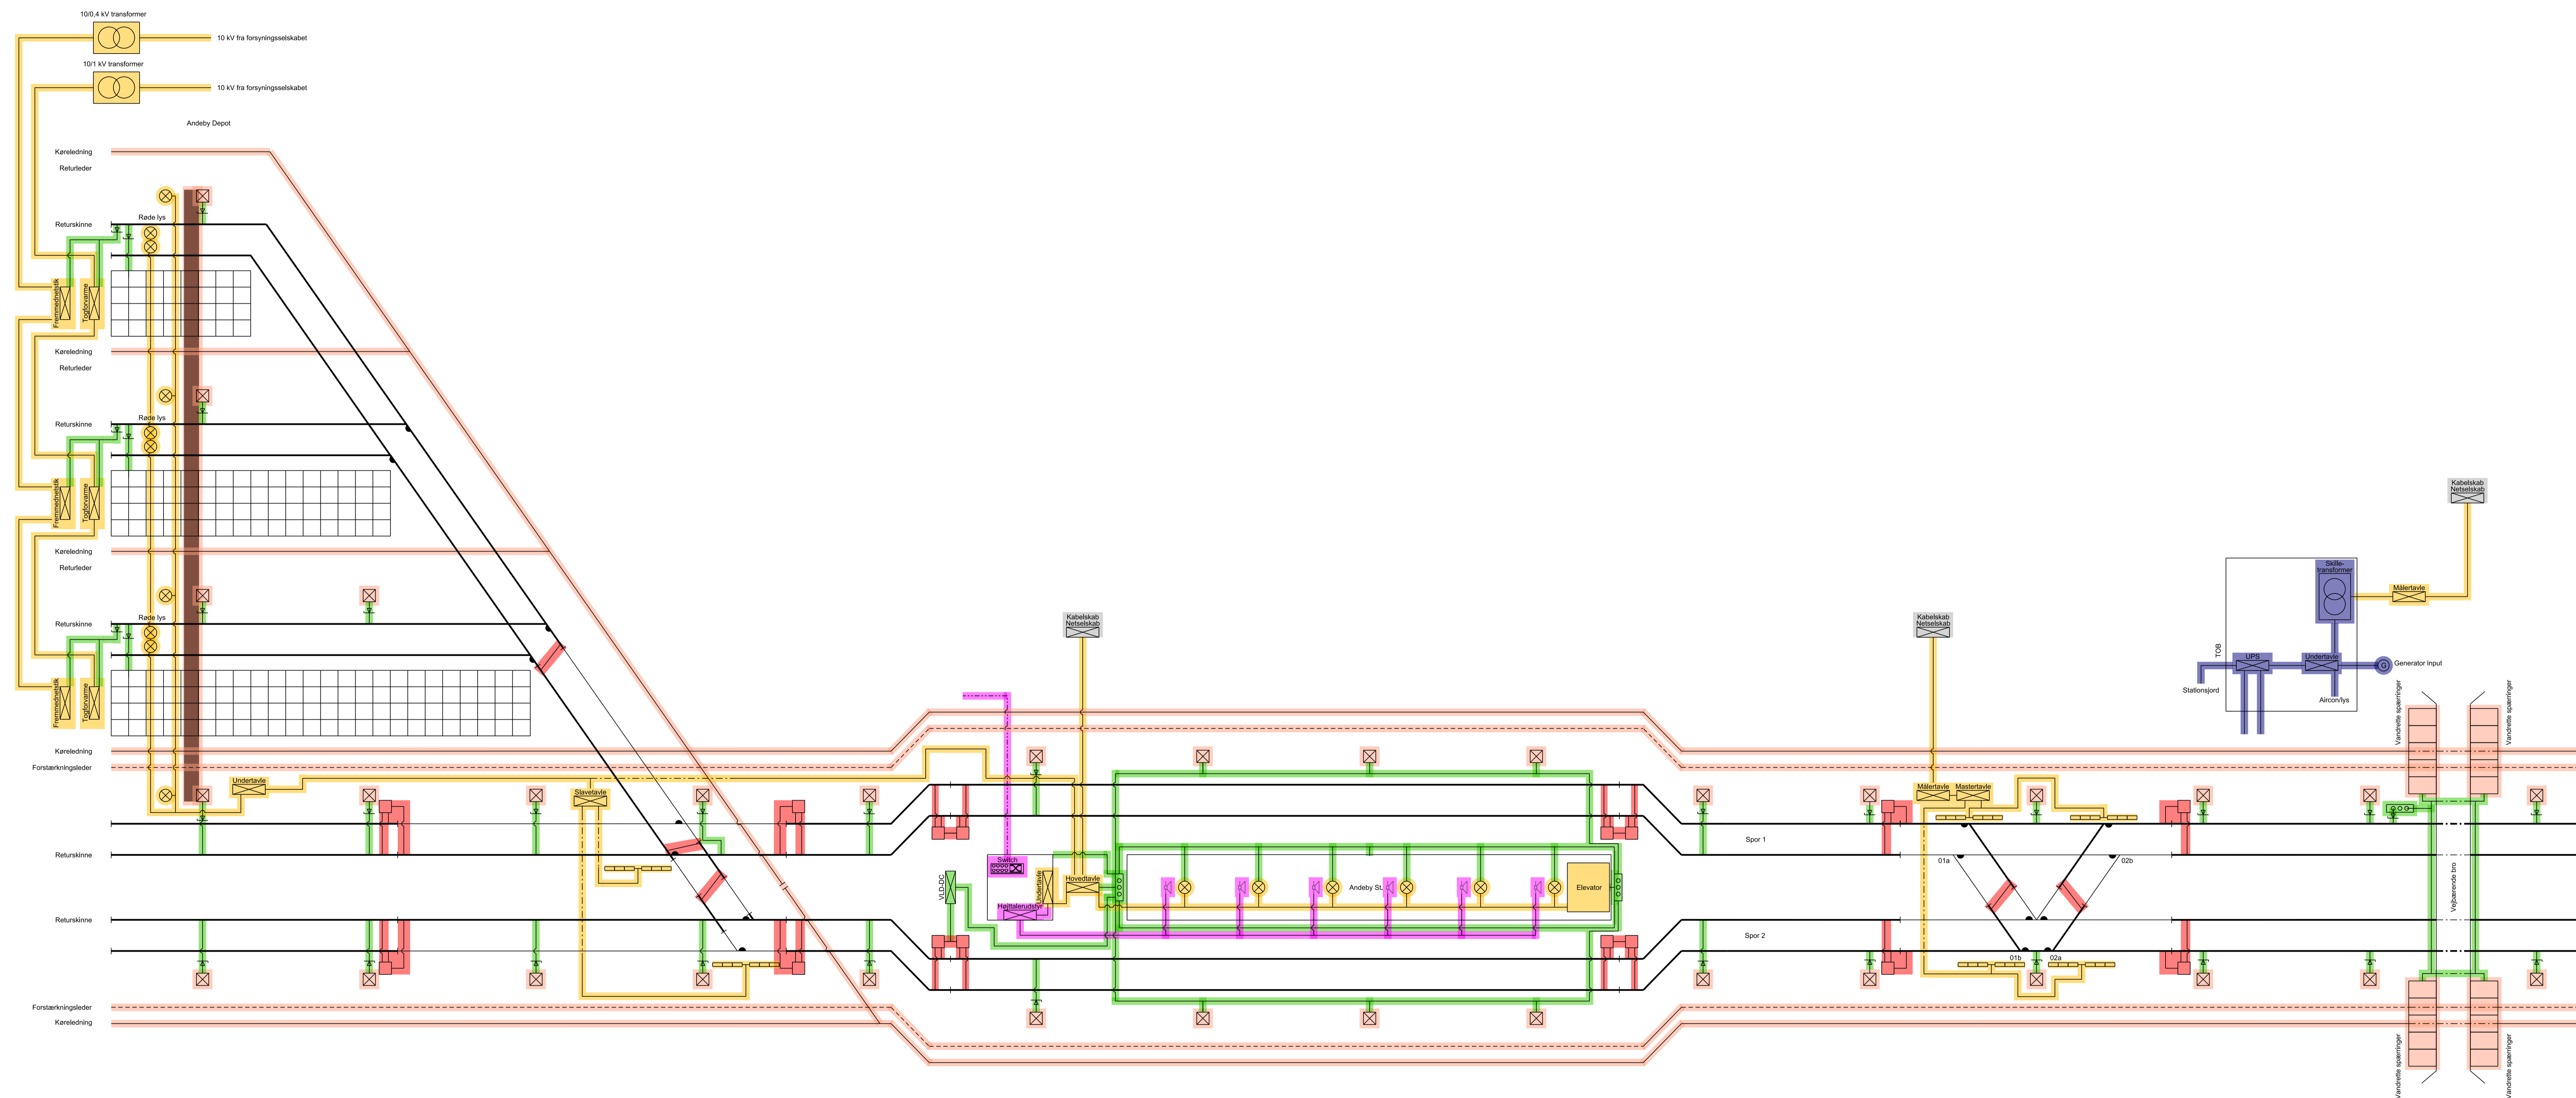 10/0,4 kV transformer
10 kV fra forsyningsselskabet
10/1 kV transformer
10 kV fra forsyningsselskabet
Andeby Depot
Køreledning
Returleder
Røde lys
Returskinne
Fremmednetstik
Togforvarme
Køreledning
Returleder
Røde lys
Returskinne
Fremmednetstik
Togforvarme
Køreledning
Returleder
Røde lys
Returskinne
Fremmednetstik
Togforvarme
Køreledning
Forstærkningsleder
Undertavle
Slavetavle
Returskinne
Returskinne
Forstærkningsleder
Køreledning
Kabelskab
Netselskab
Switch
VLD-DC
Undertavle
Hovedtavle
Højttalerudstyr
Andeby St.
Elevator
Kabelskab
Netselskab
Målertavle
Mastertavle
Spor 1
01a
02b
Spor 2
01b
02a
Kabelskab
Netselskab
Skille-
transformer
Målertavle
TOB
UPS
Undertavle
G
Generator input
Stationsjord
Aircon/lys
Vandrette spærringer
Vandrette spærringer
Vejbærende bro
Vandrette spærringer
Vandrette spærringer